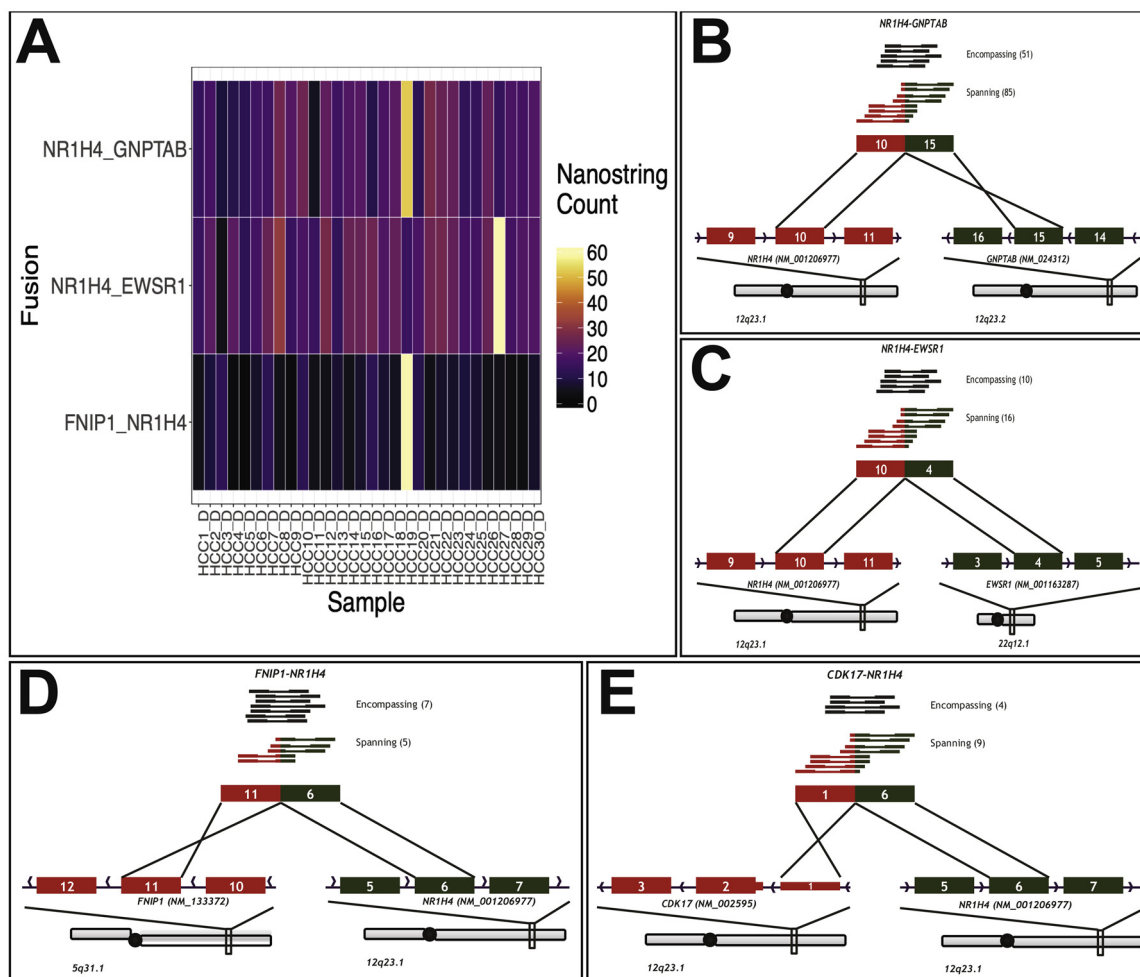 A
NR1H4_GNPTAB
NR1H4_EWSR1
FNIP1_NR1H4
Fusion
Nanostring
Count
60
50
40
30
20
10
0
HCC1_D
HCC2_D
HCC3_D
HCC4_D
HCC5_D
HCC6_D
HCC7_D
HCC8_D
HCC9_D
HCC10_D
HCC11_D
HCC12_D
HCC13_D
HCC14_D
HCC15_D
HCC16_D
HCC17_D
HCC18_D
HCC19_D
HCC20_D
HCC21_D
HCC22_D
HCC23_D
HCC24_D
HCC25_D
HCC26_D
HCC27_D
HCC28_D
HCC29_D
HCC30_D
Sample
B
NR1H4-GNPTAB
Encompassing (51)
Spanning (85)
10 15
9 10 11 16 15 14
NR1H4 (NM_001206977) GNPTAB (NM_024312)
12q23.1 12q23.2
C
NR1H4-EWSR1
Encompassing (10)
Spanning (16)
10 4
9 10 11 3 4 5
NR1H4 (NM_001206977) EWSR1 (NM_001163287)
12q23.1 22q12.1
D
FNIP1-NR1H4
Encompassing (7)
Spanning (5)
11 6
12 11 10 5 6 7
FNIP1 (NM_133372) NR1H4 (NM_001206977)
5q31.1 12q23.1
E
CDK17-NR1H4
Encompassing (4)
Spanning (9)
1 6
3 2 1 5 6 7
CDK17 (NM_002595) NR1H4 (NM_001206977)
12q23.1 12q23.1